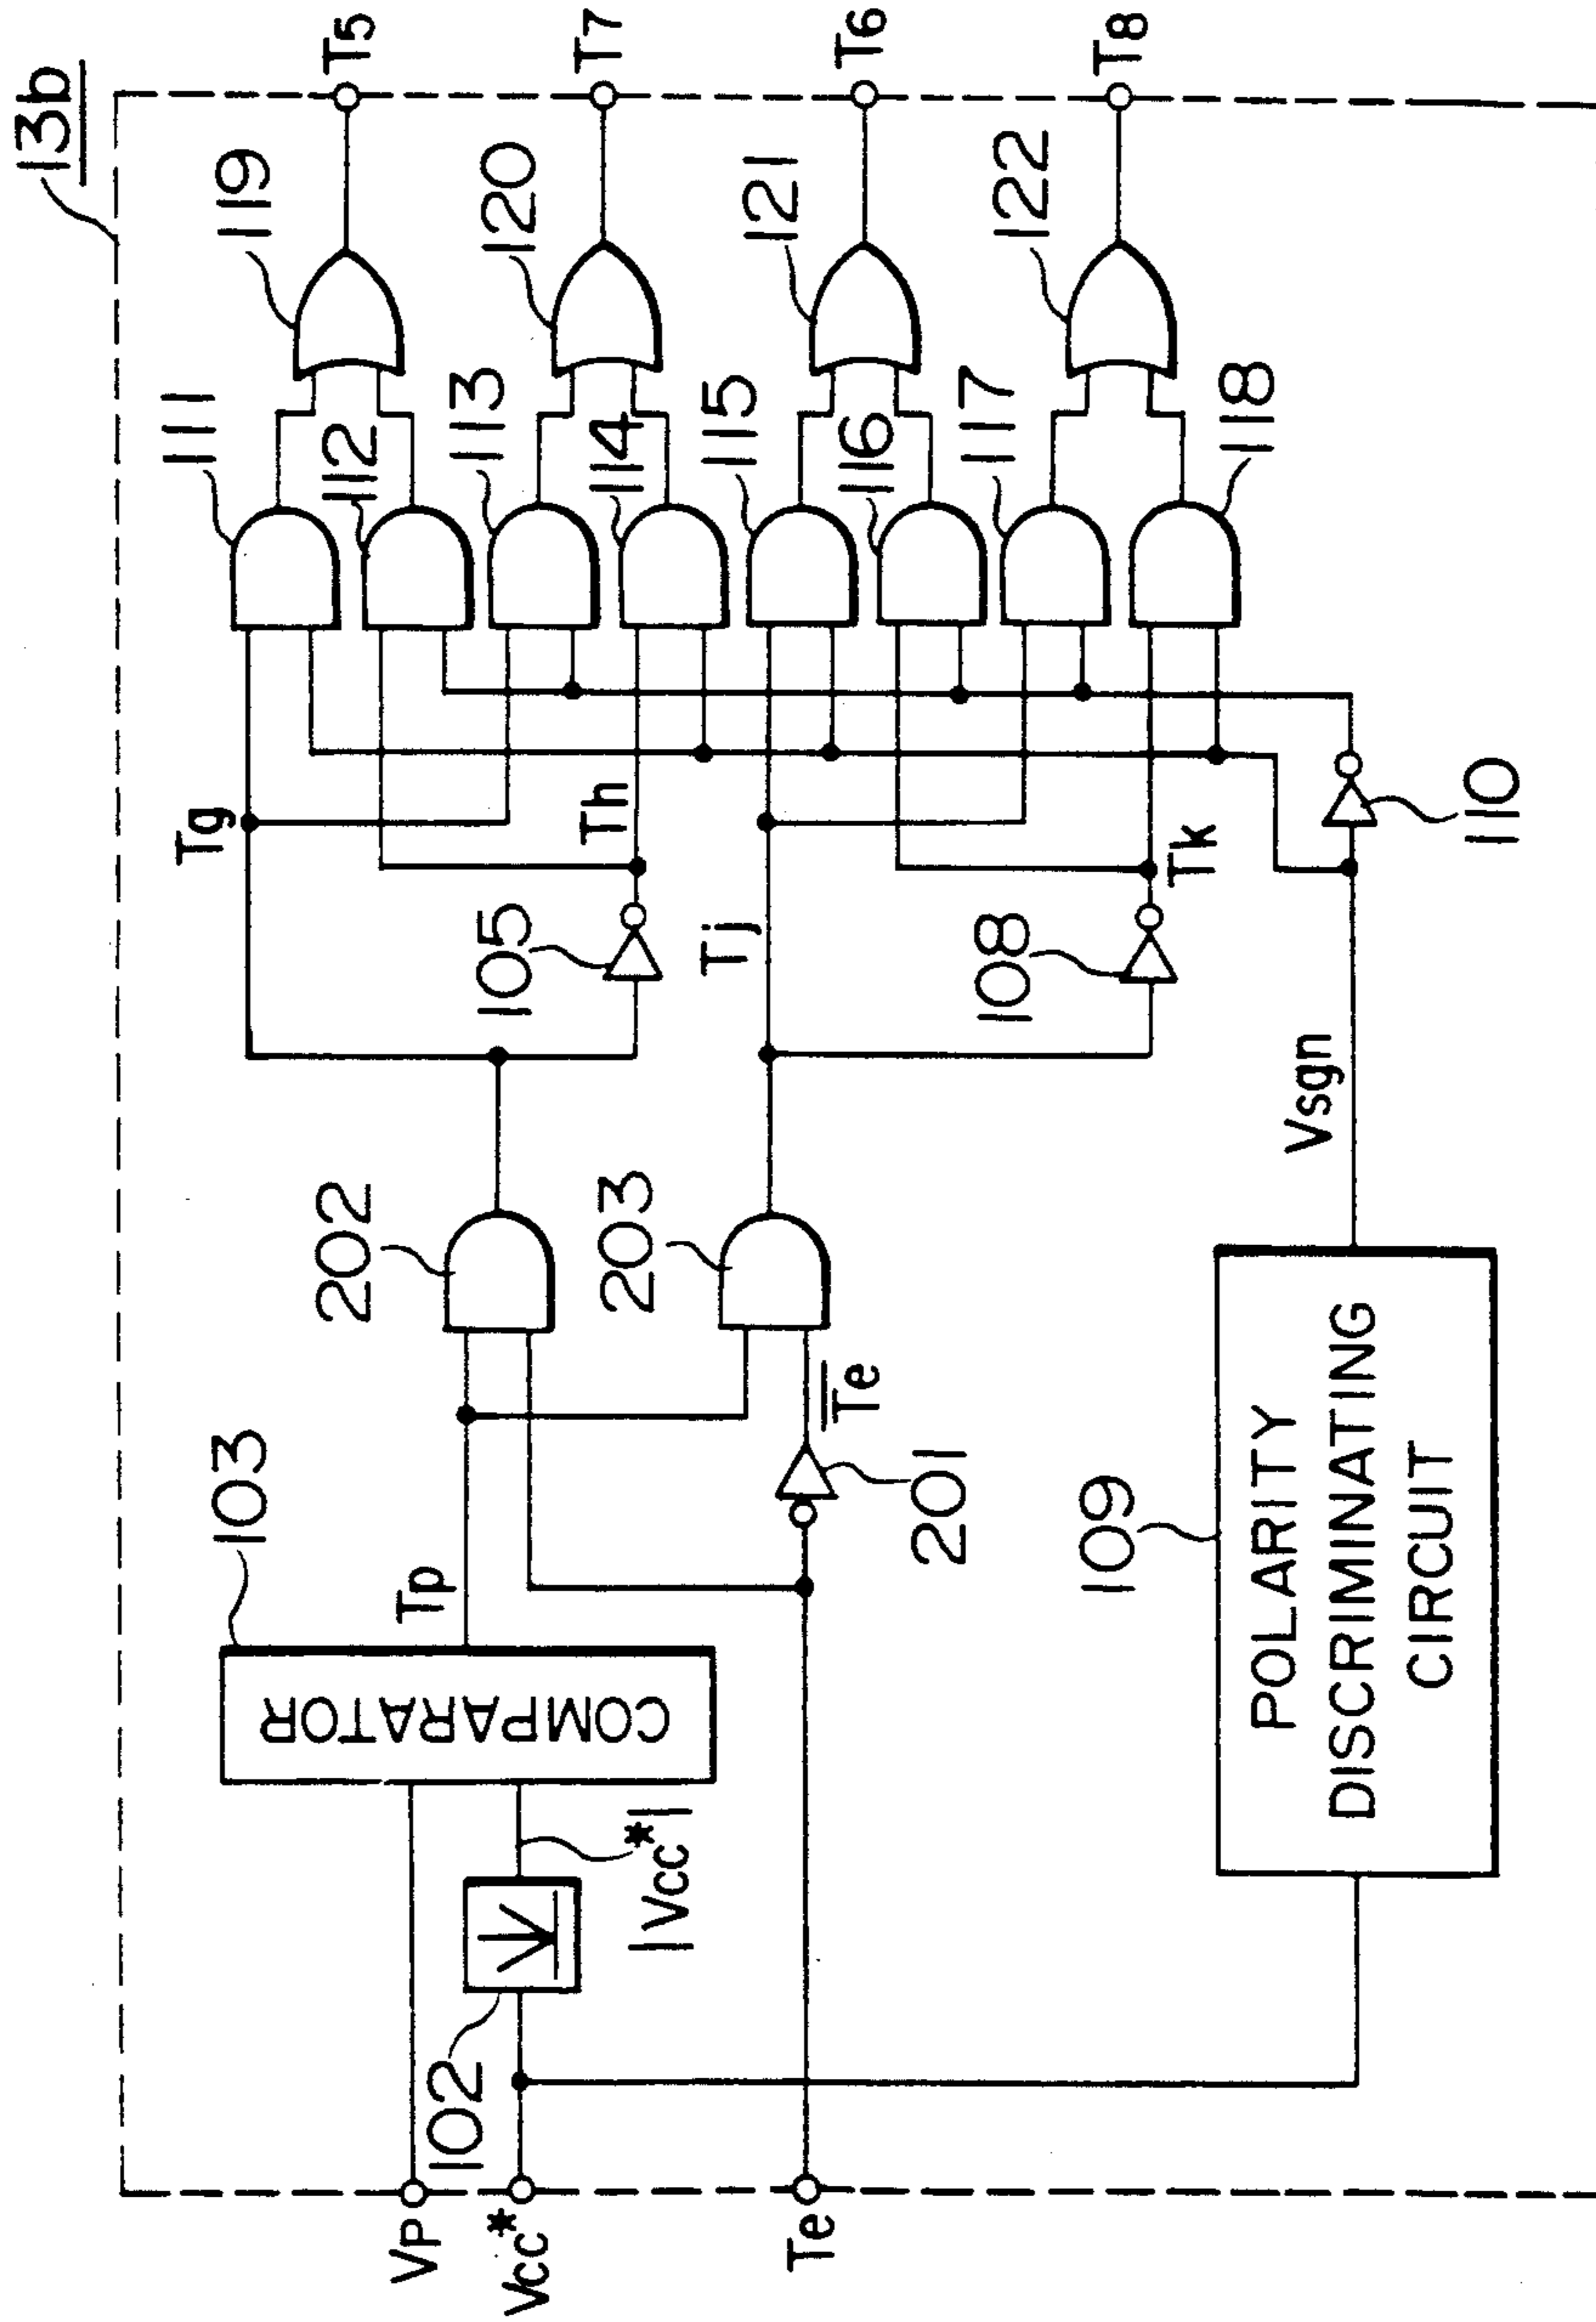 13b
VP
Vcc*
Te
102
|Vcc*|
103
COMPARATOR
Tp
201
Te
202
203
109
POLARITY
DISCRIMINATING
CIRCUIT
Vsgn
105
108
110
Tg
Th
Tj
Tk
111
112
113
114
115
116
117
118
119
120
121
122
T5
T7
T6
T8